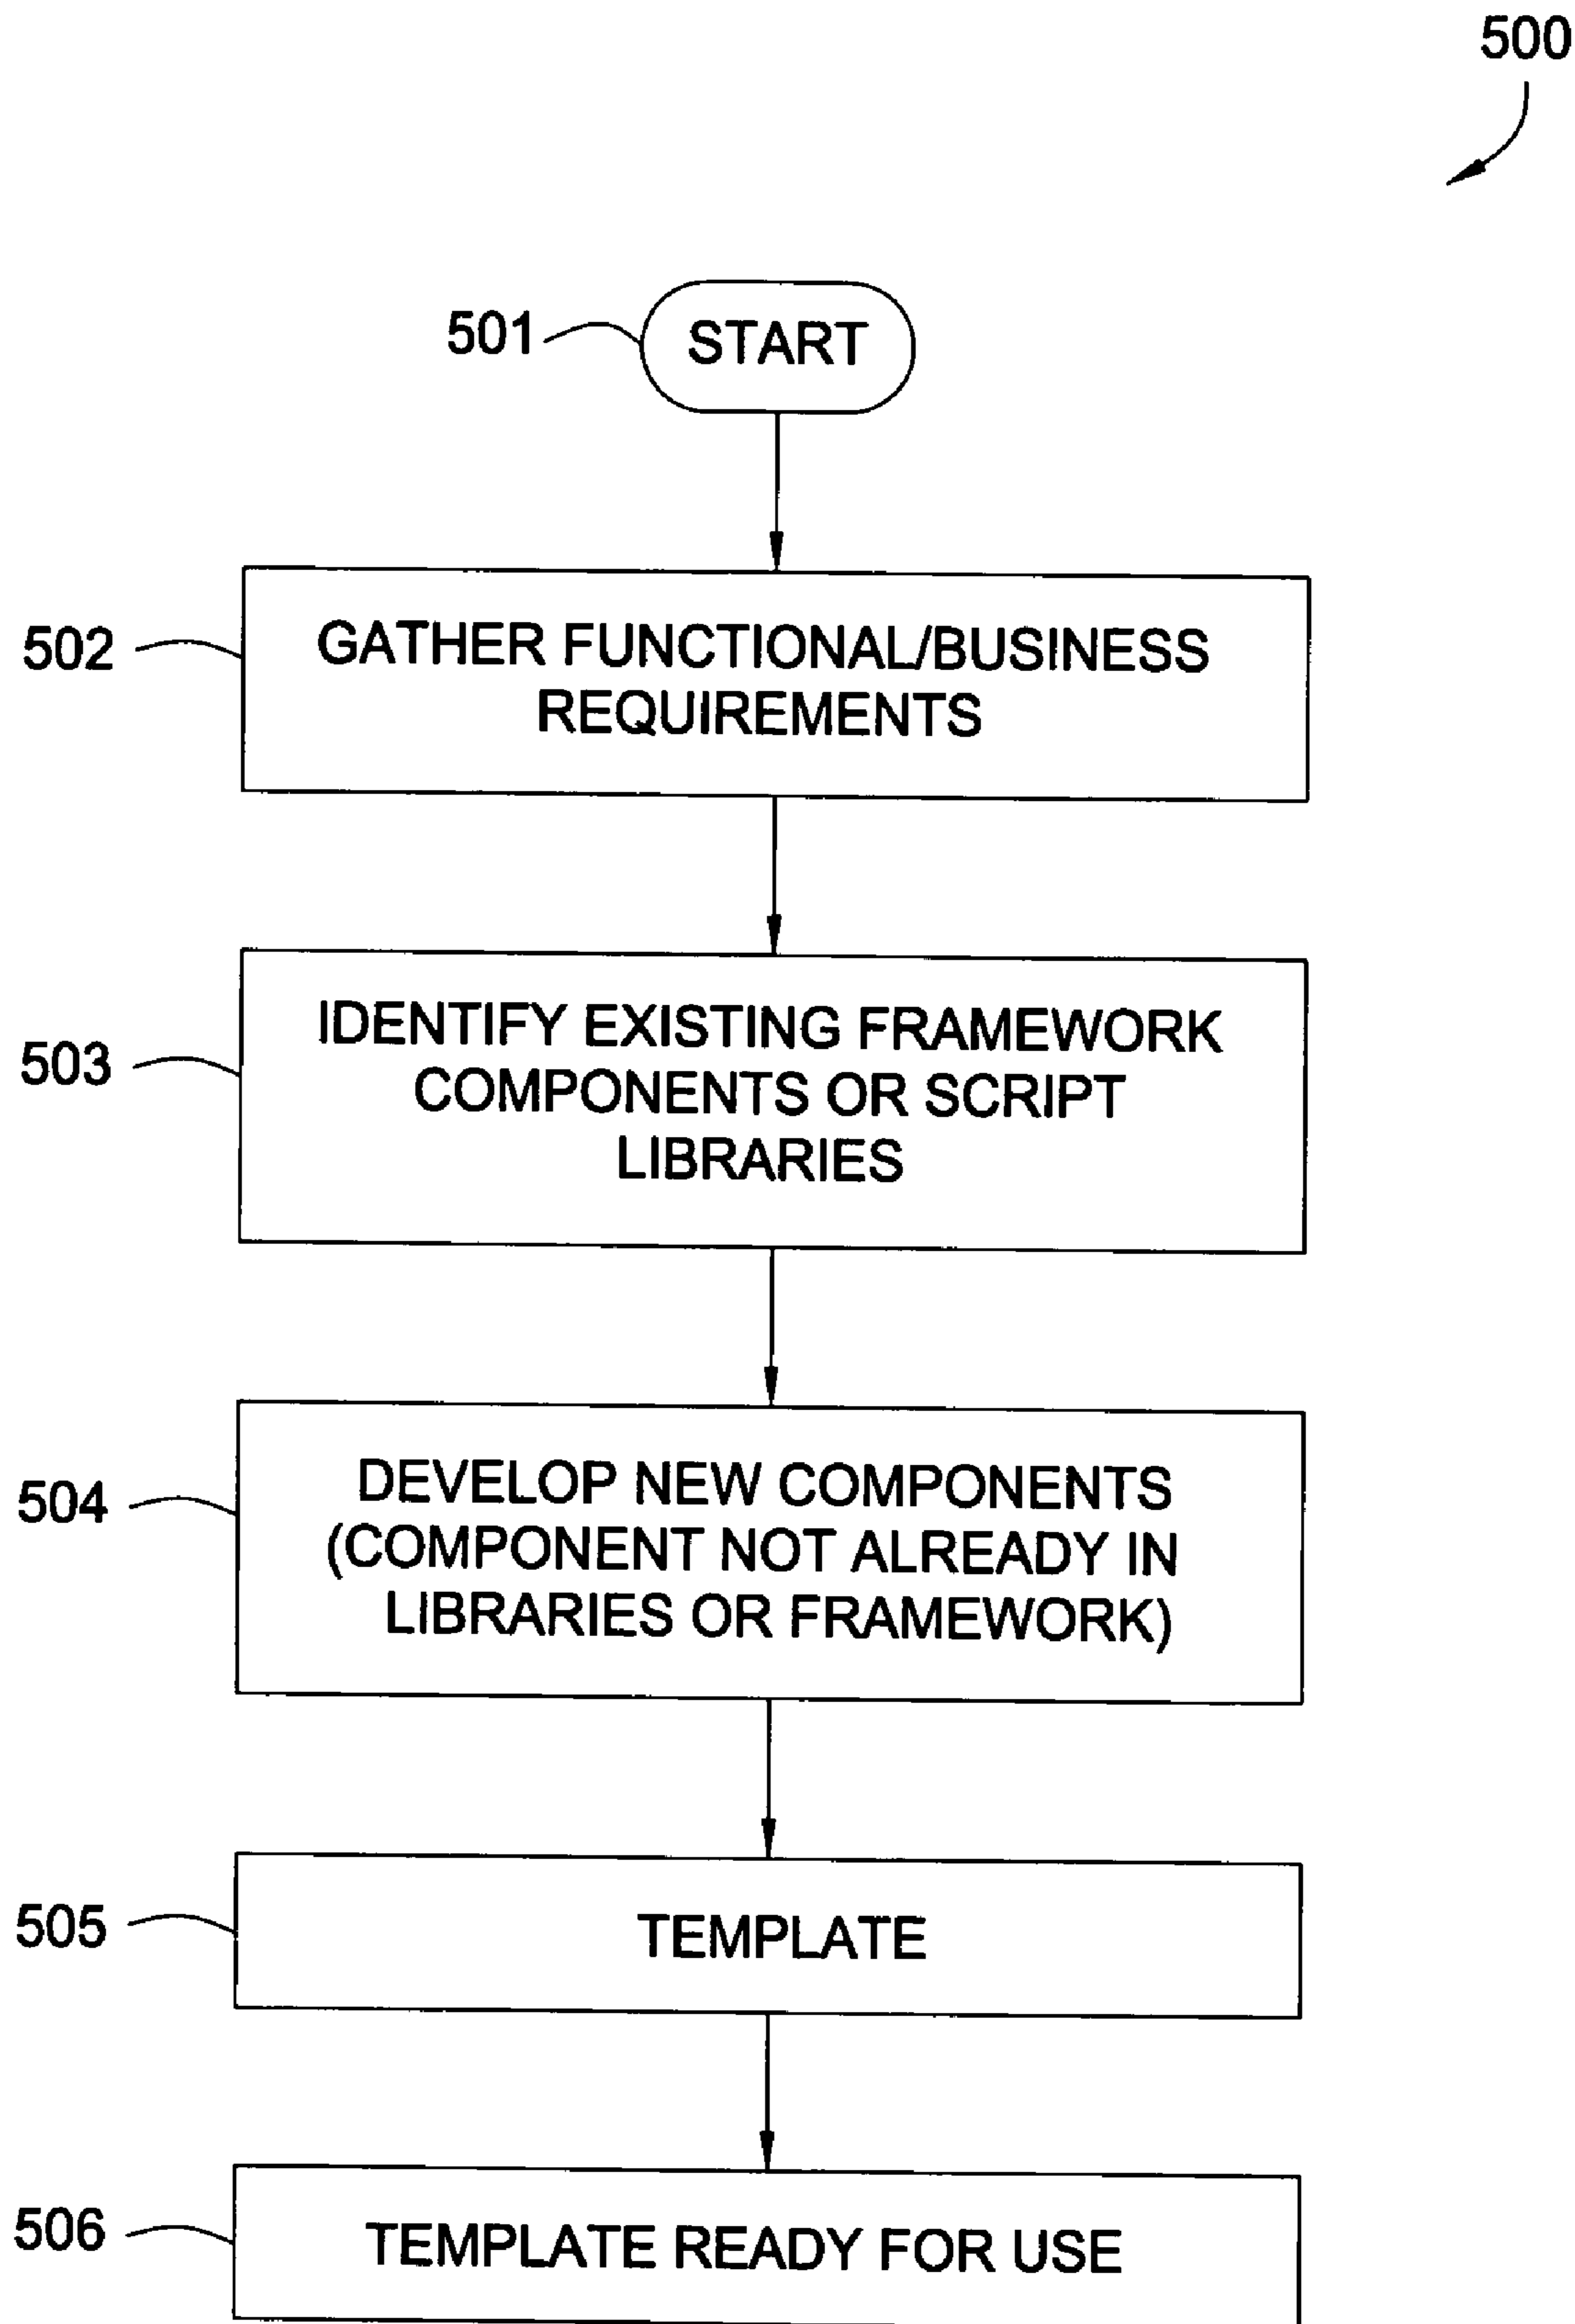 500
501
START
502
GATHER FUNCTIONAL/BUSINESS
REQUIREMENTS
503
IDENTIFY EXISTING FRAMEWORK
COMPONENTS OR SCRIPT
LIBRARIES
504
DEVELOP NEW COMPONENTS
(COMPONENT NOT ALREADY IN
LIBRARIES OR FRAMEWORK)
505
TEMPLATE
506
TEMPLATE READY FOR USE